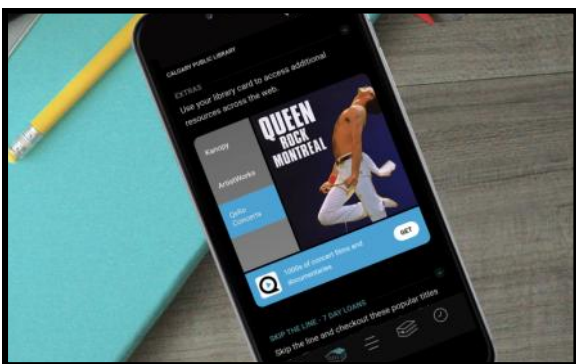 CALGARY PUBLIC LIBRARY
EXTRAS
Use your library card to access additional
resources across the web.
Kanopy
ArtistWorks
Qello
Concerts
QUEEN
ROCK
MONTREAL
1000s of concert films and
documentaries
GET
SKIP THE LINE - 7 DAY LOANS
Skip the line and checkout these popular titles